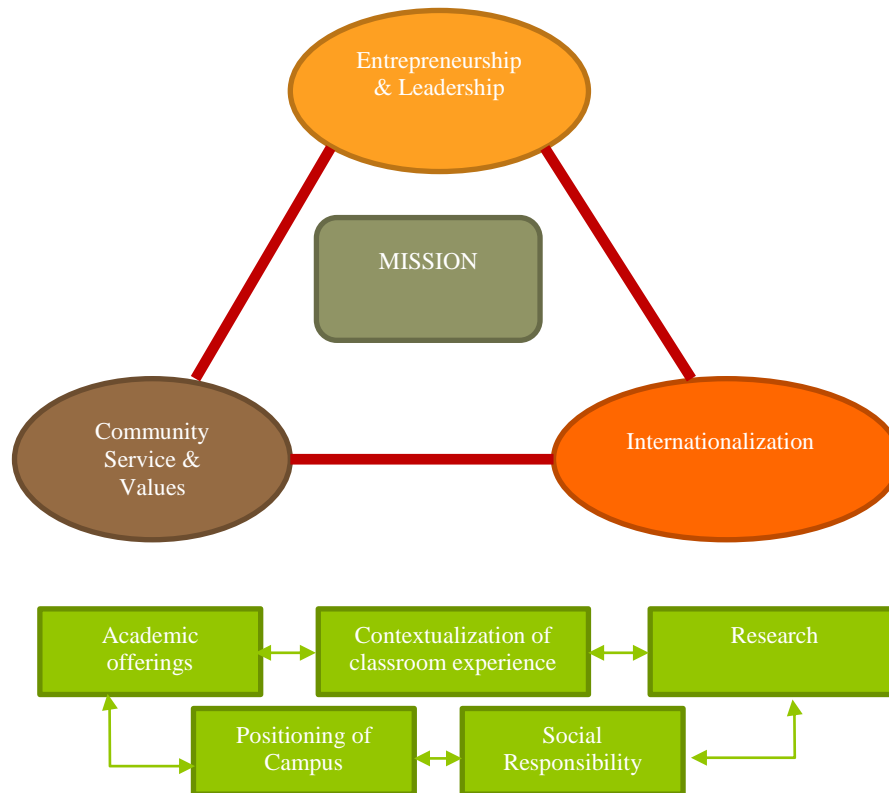 Entrepreneurship
& Leadership
MISSION
Community
Service &
Values
Internationalization
Academic
offerings
Contextualization of
classroom experience
Research
Positioning of
Campus
Social
Responsibility